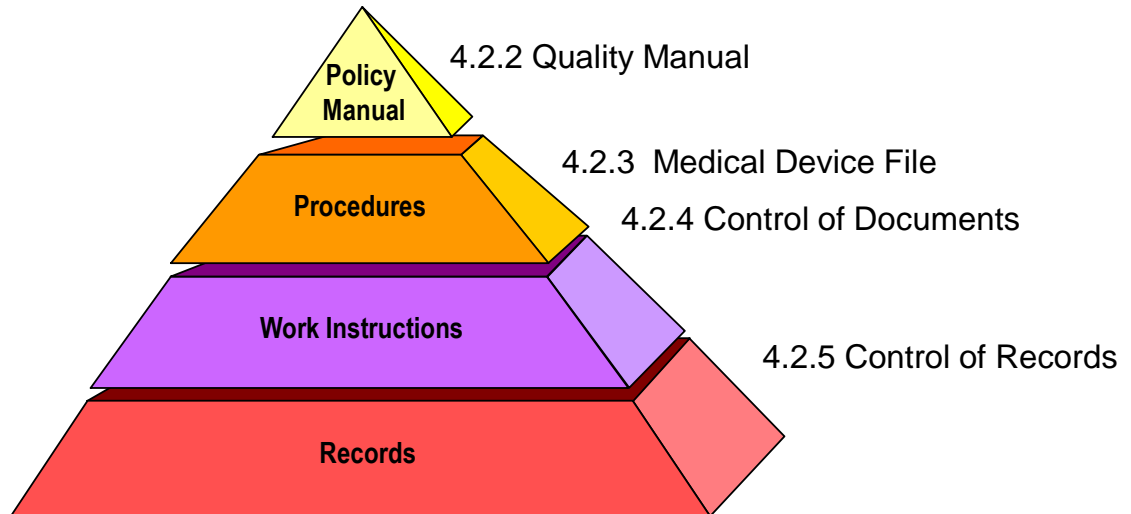 Policy
Manual
4.2.2 Quality Manual
4.2.3  Medical Device File
Procedures
4.2.4 Control of Documents
Work Instructions
4.2.5 Control of Records
Records